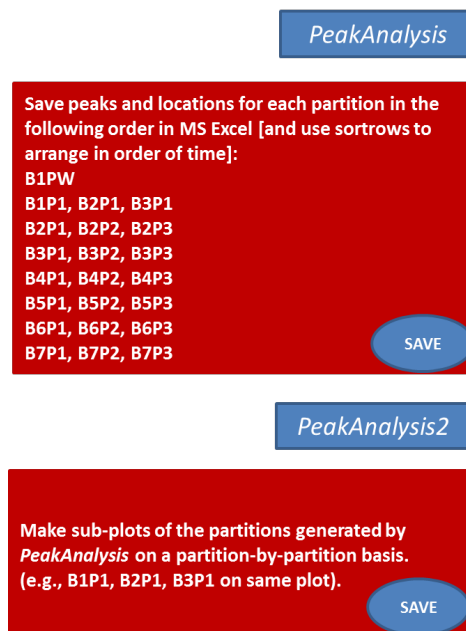 PeakAnalysis
Save peaks and locations for each partition in the
following order in MS Excel [and use sortrows to
arrange in order of time]:
B1PW
B1P1, B2P1, B3P1
B2P1, B2P2, B2P3
B3P1, B3P2, B3P3
B4P1, B4P2, B4P3
B5P1, B5P2, B5P3
B6P1, B6P2, B6P3
B7P1, B7P2, B7P3
SAVE
PeakAnalysis2
Make sub-plots of the partitions generated by
PeakAnalysis on a partition-by-partition basis.
(e.g., B1P1, B2P1, B3P1 on same plot).
SAVE